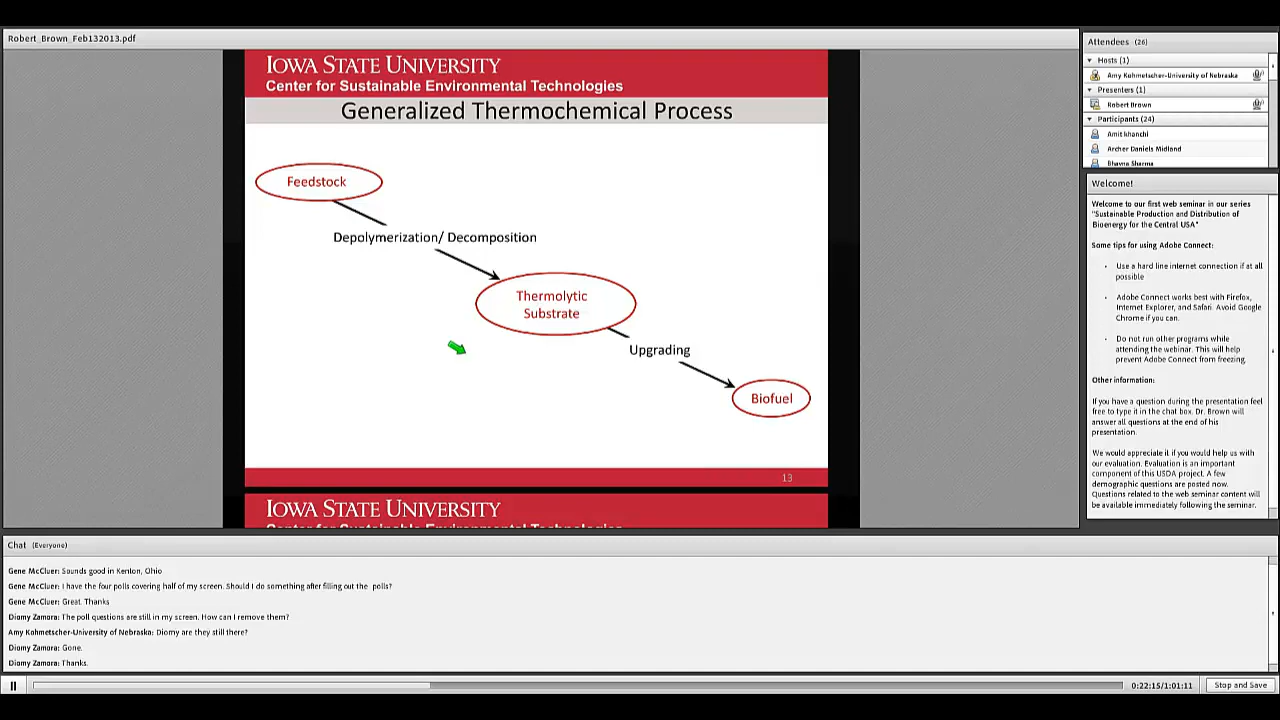 Robert_Brown_Feb132013.pdf
IOWA STATE UNIVERSITY
Center for Sustainable Environmental Technologies
Generalized Thermochemical Process
Feedstock
Depolymerization/ Decomposition
Thermolytic
Substrate
Upgrading
Biofuel
13
IOWA STATE UNIVERSITY
Center for Sustainable Environmental Technologies
Attendees (26)
Hosts (1)
Amy Kohmetscher-University of Nebraska
Presenters (1)
Robert Brown
Participants (24)
Amit khanchi
Archer Daniels Midland
Bhavna Sharma
Welcome!
Welcome to our first web seminar in our series
"Sustainable Production and Distribution of
Bioenergy for the Central USA"
Some tips for using Adobe Connect:
Use a hard line internet connection if at all
possible
Adobe Connect works best with Firefox,
Internet Explorer, and Safari. Avoid Google
Chrome if you can.
Do not run other programs while
attending the webinar. This will help
prevent Adobe Connect from freezing.
Other information:
If you have a question during the presentation feel
free to type it in the chat box. Dr. Brown will
answer all questions at the end of his
presentation.
We would appreciate it if you would help us with
our evaluation. Evaluation is an important
component of this USDA project. A few
demographic questions are posted now.
Questions related to the web seminar content will
be available immediately following the seminar.
Chat (Everyone)
Gene McCluer: Sounds good in Kenton, Ohio
Gene McCluer: I have the four polls covering half of my screen. Should I do something after filling out the polls?
Gene McCluer: Great. Thanks
Diomy Zamora: The poll questions are still in my screen. How can I remove them?
Amy Kohmetscher-University of Nebraska: Diomy are they still there?
Diomy Zamora: Gone.
Diomy Zamora: Thanks.
0:22:15/1:01:11
Stop and Save